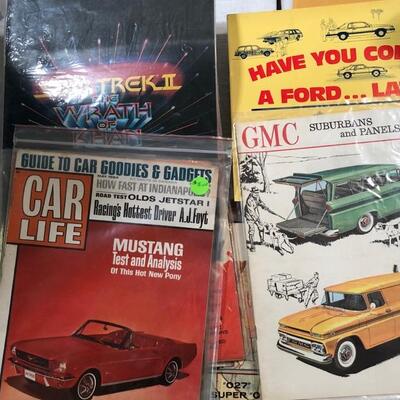 STAR TREK II
THE
WRATH
OF
KHAN
HAVE YOU
A FORD...
GMC SUBURBANS
and PANELS
GUIDE TO CAR GOODIES & GADGETS
HOW FAST AT INDIANAPOLIS
ROAD TEST OLDS JETSTAR I
Racing's Hottest Driver A.J. Foyt
CAR
LIFE
MUSTANG
Test and Analysis
Of This Hot New Pony
'027'
SUPER 'O